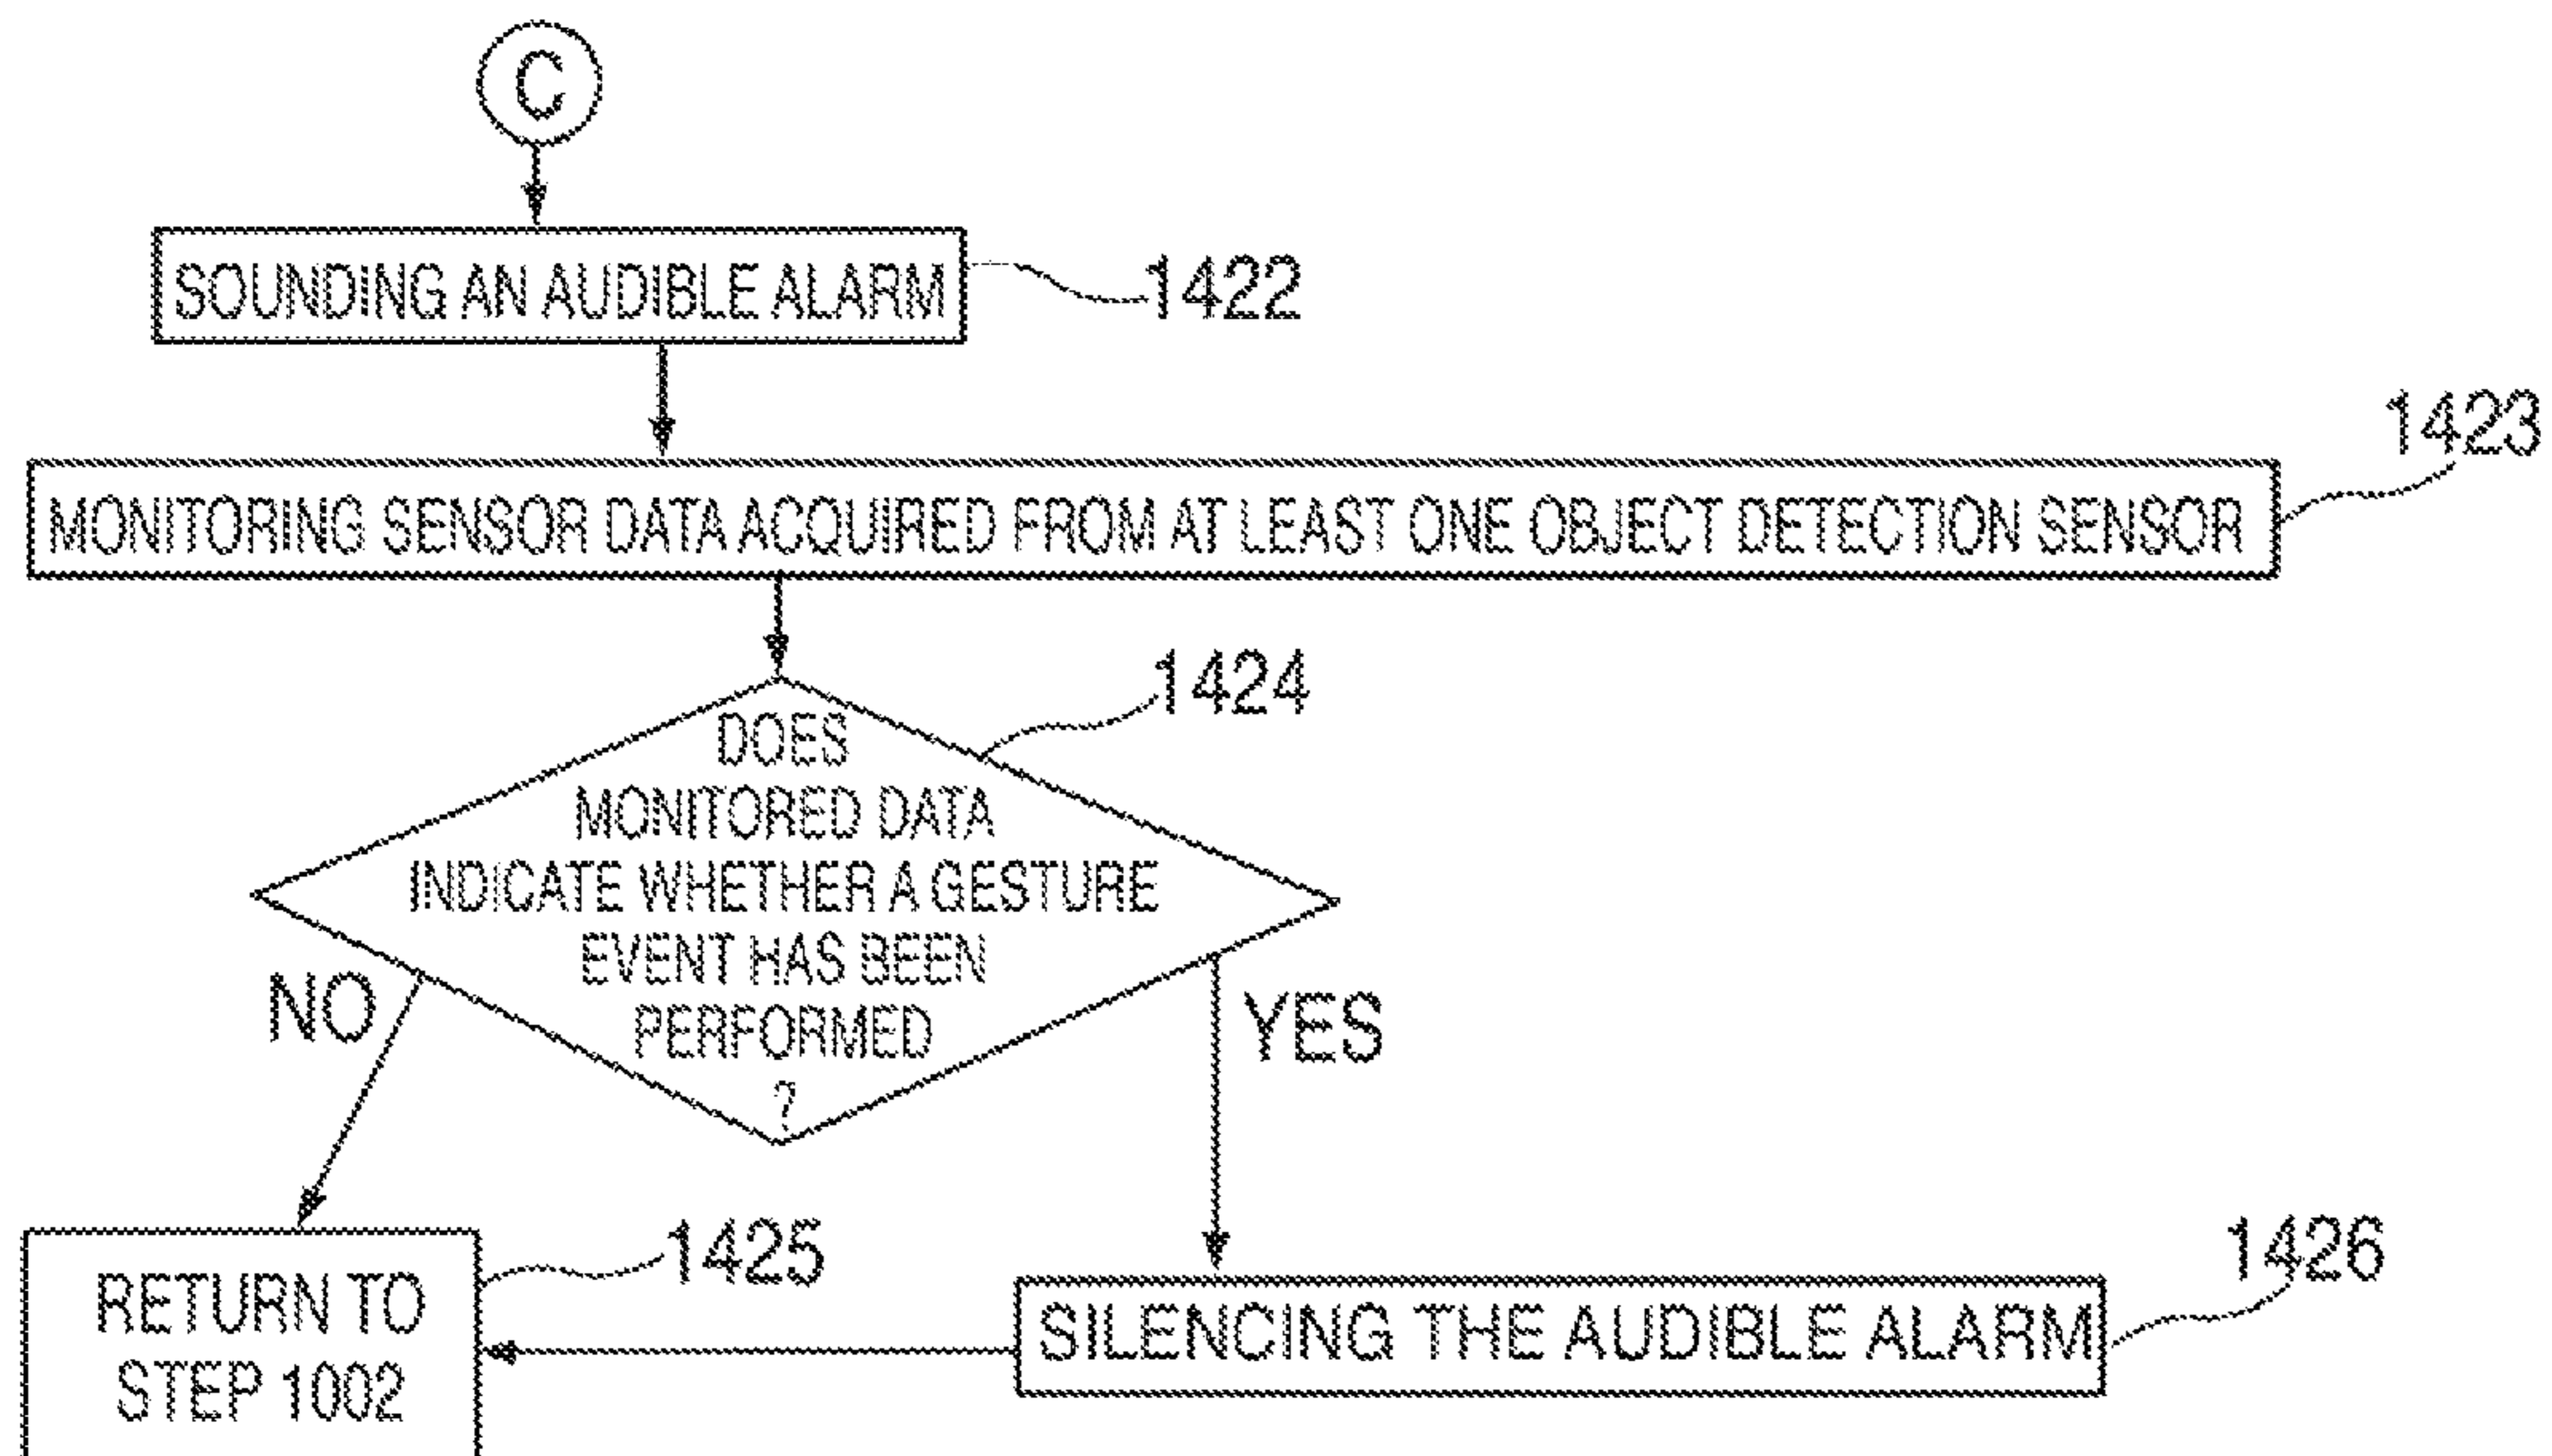 C
SOUNDING AN AUDIBLE ALARM
1422
1423
MONITORING SENSOR DATA ACQUIRED FROM AT LEAST ONE OBJECT DETECTION SENSOR
1424
DOES
MONITORED DATA
INDICATE WHETHER A GESTURE
EVENT HAS BEEN
PERFORMED
?
NO
YES
1425
RETURN TO
STEP 1002
1426
SILENCING THE AUDIBLE ALARM